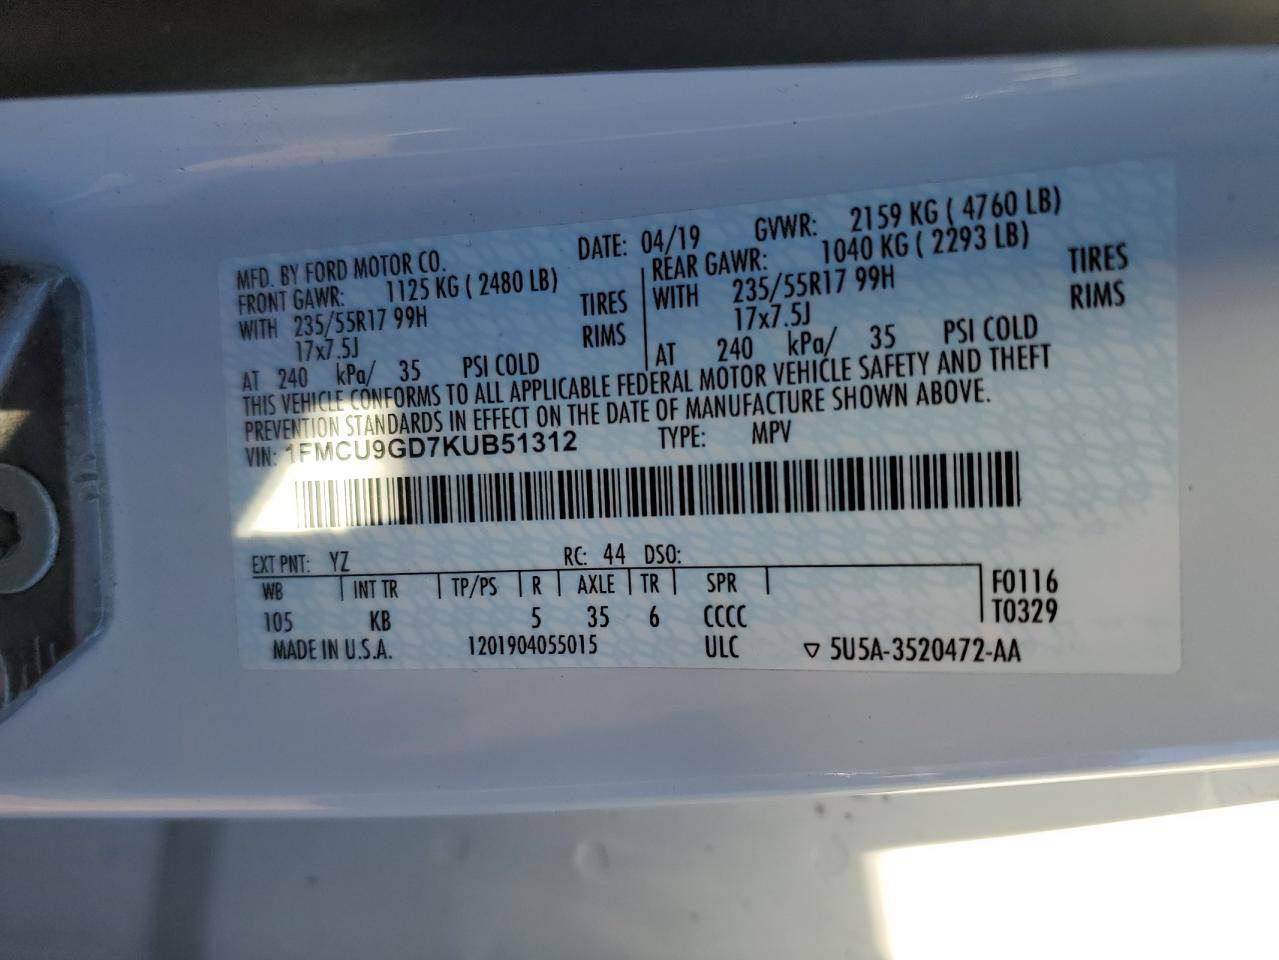 MFD. BY FORD MOTOR CO. DATE: 04/19 GVWR: 2159 KG ( 4760 LB)
FRONT GAWR: 1125 KG ( 2480 LB) REAR GAWR: 1040 KG ( 2293 LB)
WITH 235/55R17 99H TIRES WITH 235/55R17 99H TIRES
17x7.5J RIMS 17x7.5J RIMS
AT 240 kPa/ 35 PSI COLD AT 240 kPa/ 35 PSI COLD
THIS VEHICLE CONFORMS TO ALL APPLICABLE FEDERAL MOTOR VEHICLE SAFETY AND THEFT
PREVENTION STANDARDS IN EFFECT ON THE DATE OF MANUFACTURE SHOWN ABOVE.
VIN: 1FMCU9GD7KUB51312 TYPE: MPV
EXT PNT: YZ RC: 44 DSO:
WB INT TR TP/PS R AXLE TR SPR F0116
105 KB 5 35 6 CCCC T0329
MADE IN U.S.A. 1201904055015 ULC ▽ 5U5A-3520472-AA